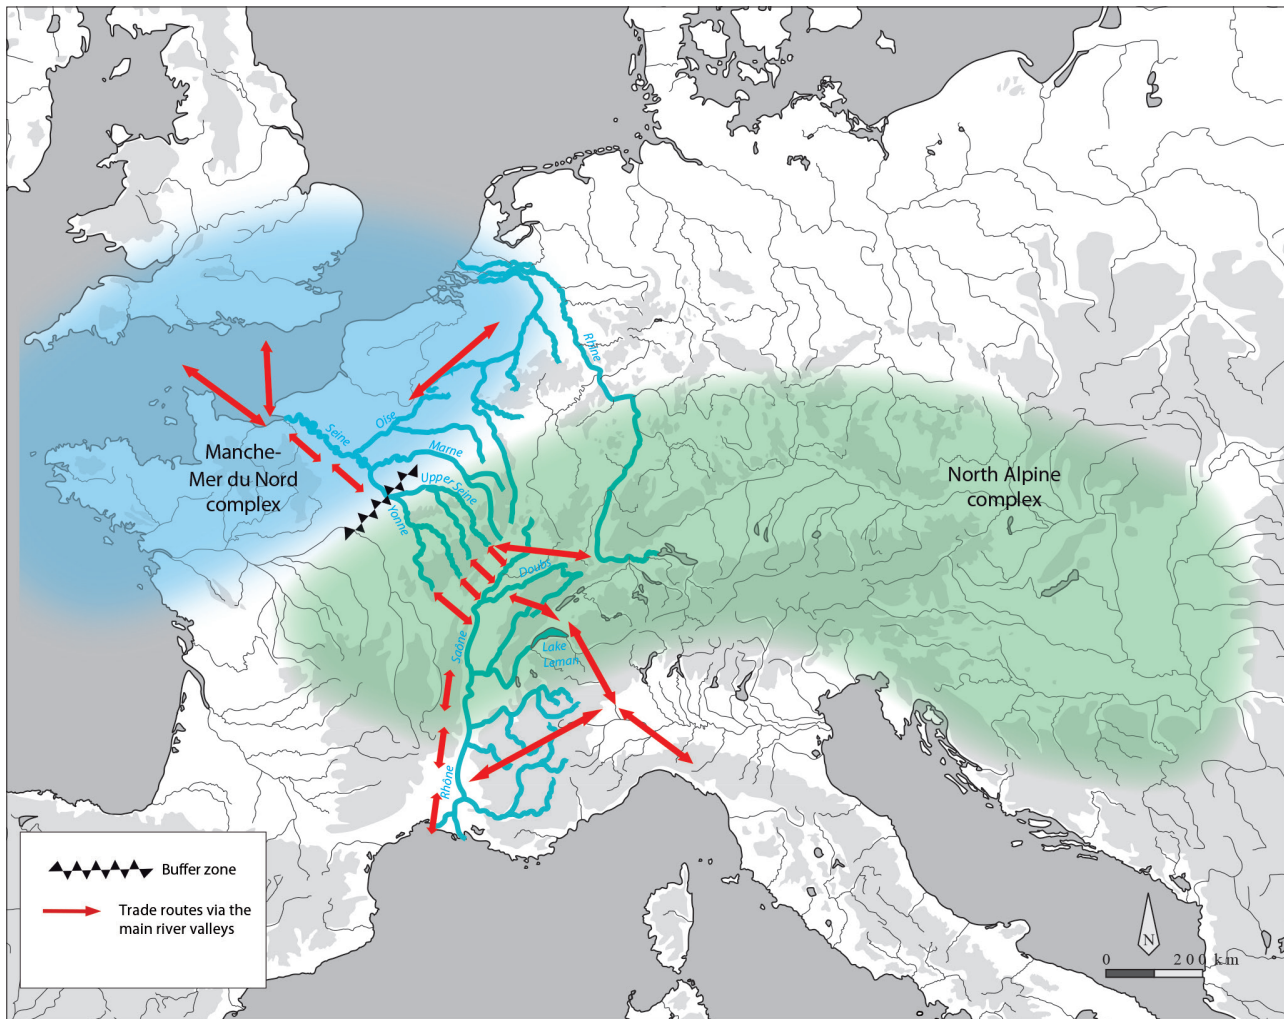 Rhine
Oise
Seine
Marne
Manche-
Mer du Nord
complex
North Alpine
complex
Upper Seine
Yonne
Doubs
Saône
Lake
Leman
Rhône
Buffer zone
Trade routes via the
main river valleys
N
0 200 km